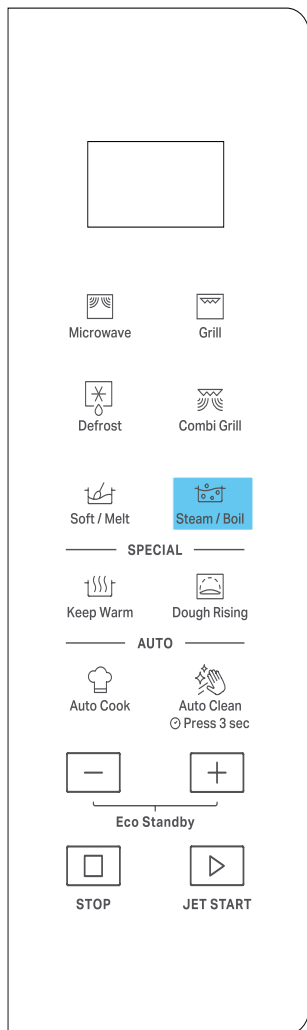 Microwave
Grill
Defrost
Combi Grill
Soft / Melt
Steam / Boil
SPECIAL
Keep Warm
Dough Rising
AUTO
Auto Cook
Auto Clean
Press 3 sec
Eco Standby
STOP
JET START